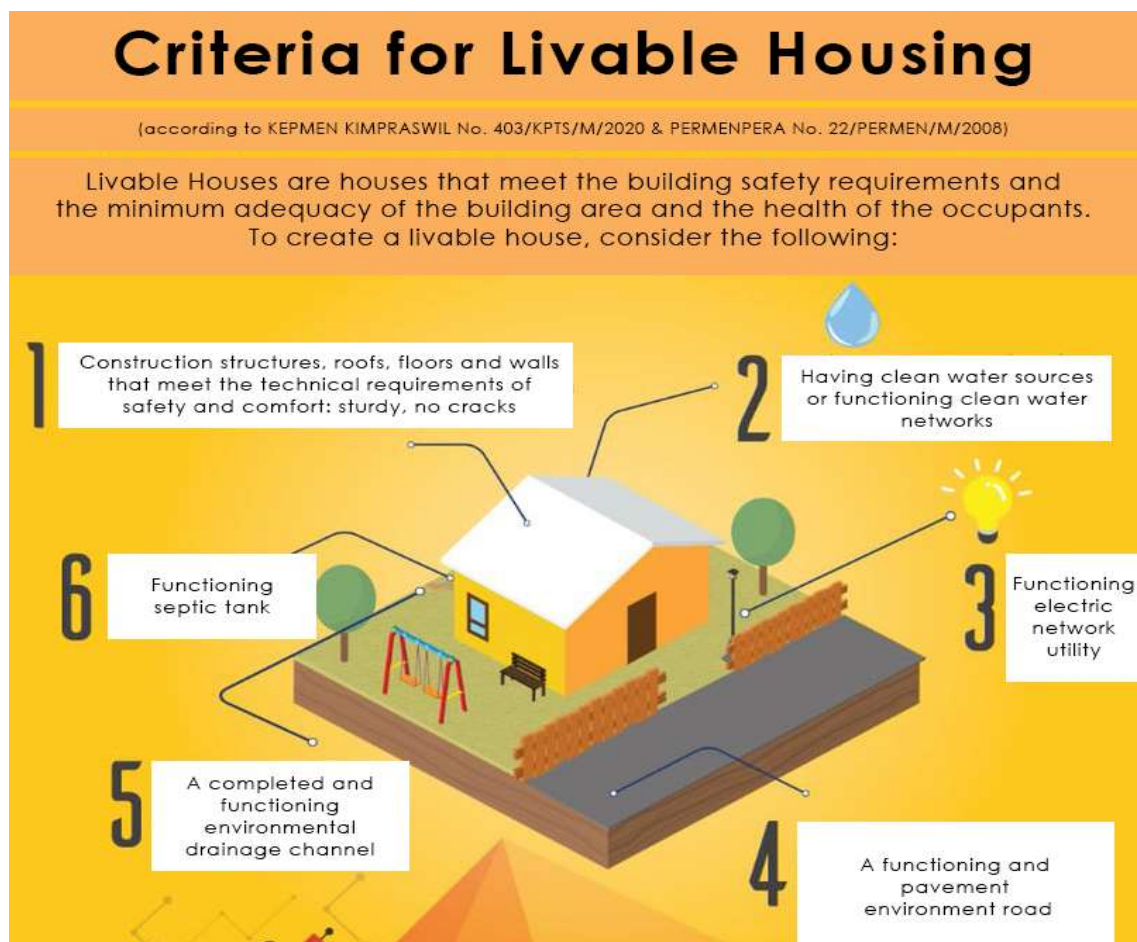 Criteria for Livable Housing
(according to KEPMEN KIMPRASWIL No. 403/KPTS/M/2020 & PERMENPERA No. 22/PERMEN/M/2008)
Livable Houses are houses that meet the building safety requirements and
the minimum adequacy of the building area and the health of the occupants.
To create a livable house, consider the following:
1
Construction structures, roofs, floors and walls
that meet the technical requirements of
safety and comfort: sturdy, no cracks
2
Having clean water sources
or functioning clean water
networks
3
Functioning
electric
network
utility
4
A functioning and
pavement
environment road
5
A completed and
functioning
environmental
drainage channel
6
Functioning
septic tank